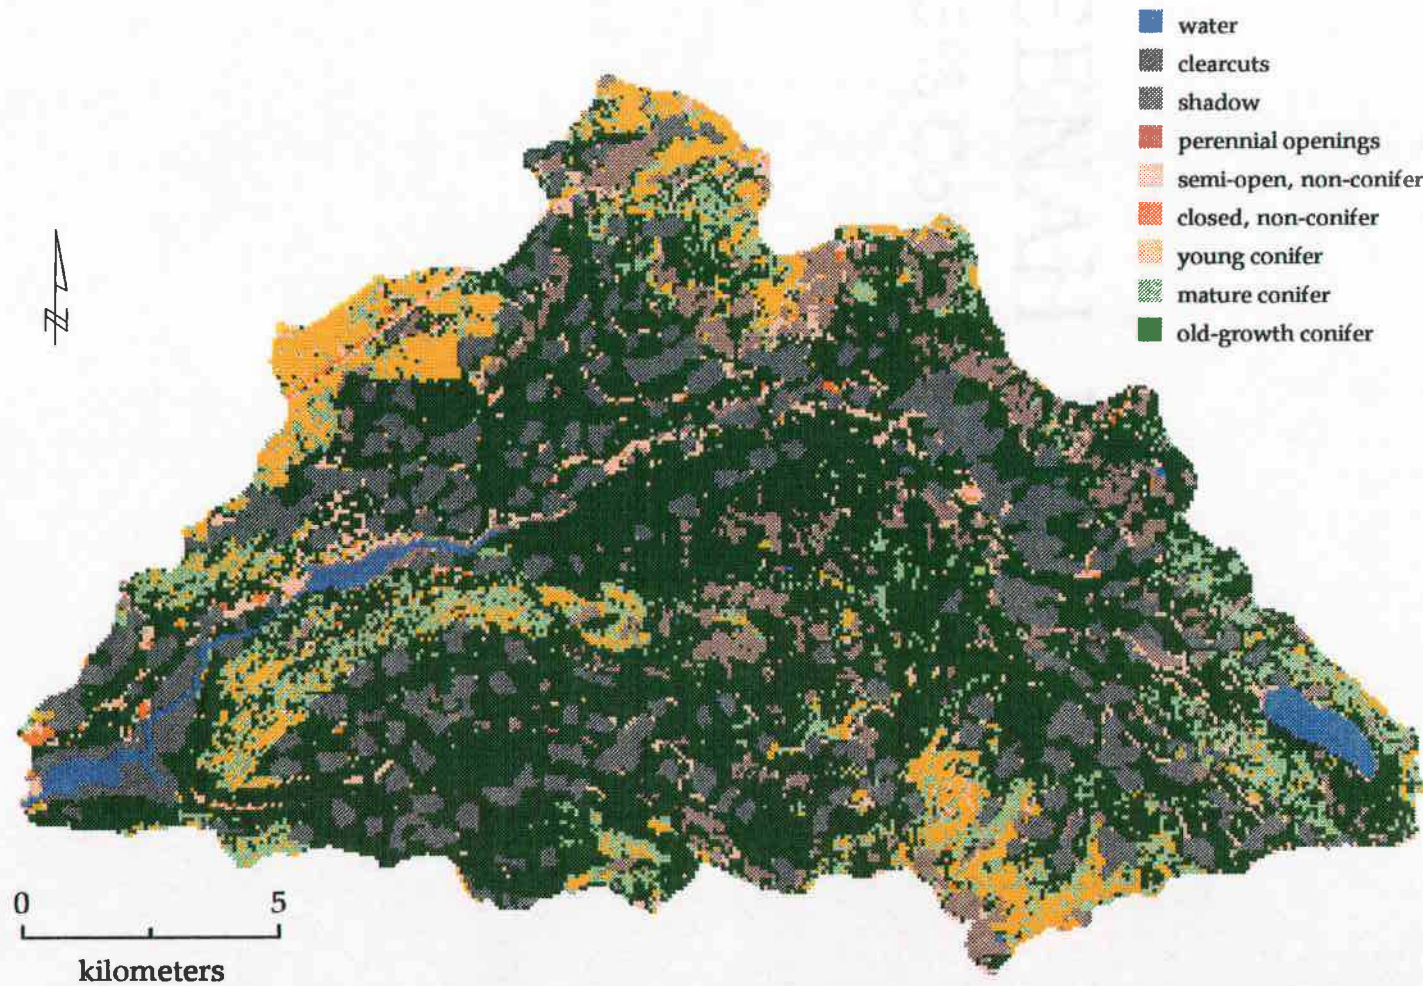 water
clearcuts
shadow
perennial openings
semi-open, non-conifer
closed, non-conifer
young conifer
mature conifer
old-growth conifer
N
0 5
kilometers